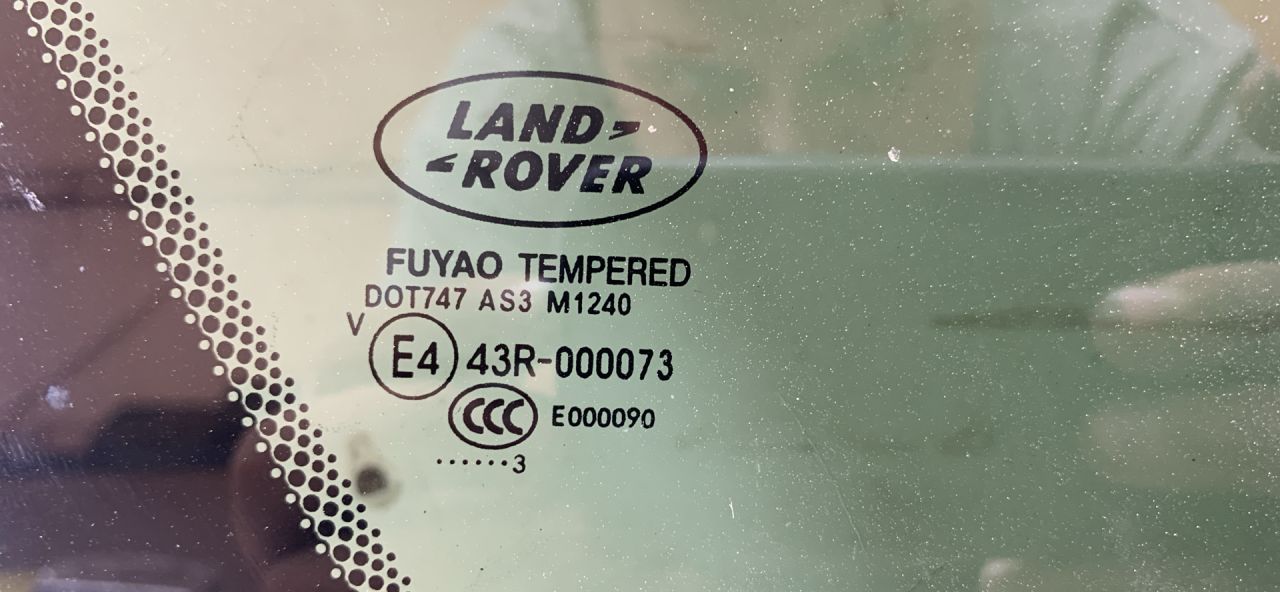 LAND
ROVER
FUYAO TEMPERED
DOT747 AS3 M1240
V
E4 43R-000073
CCC E000090
......3